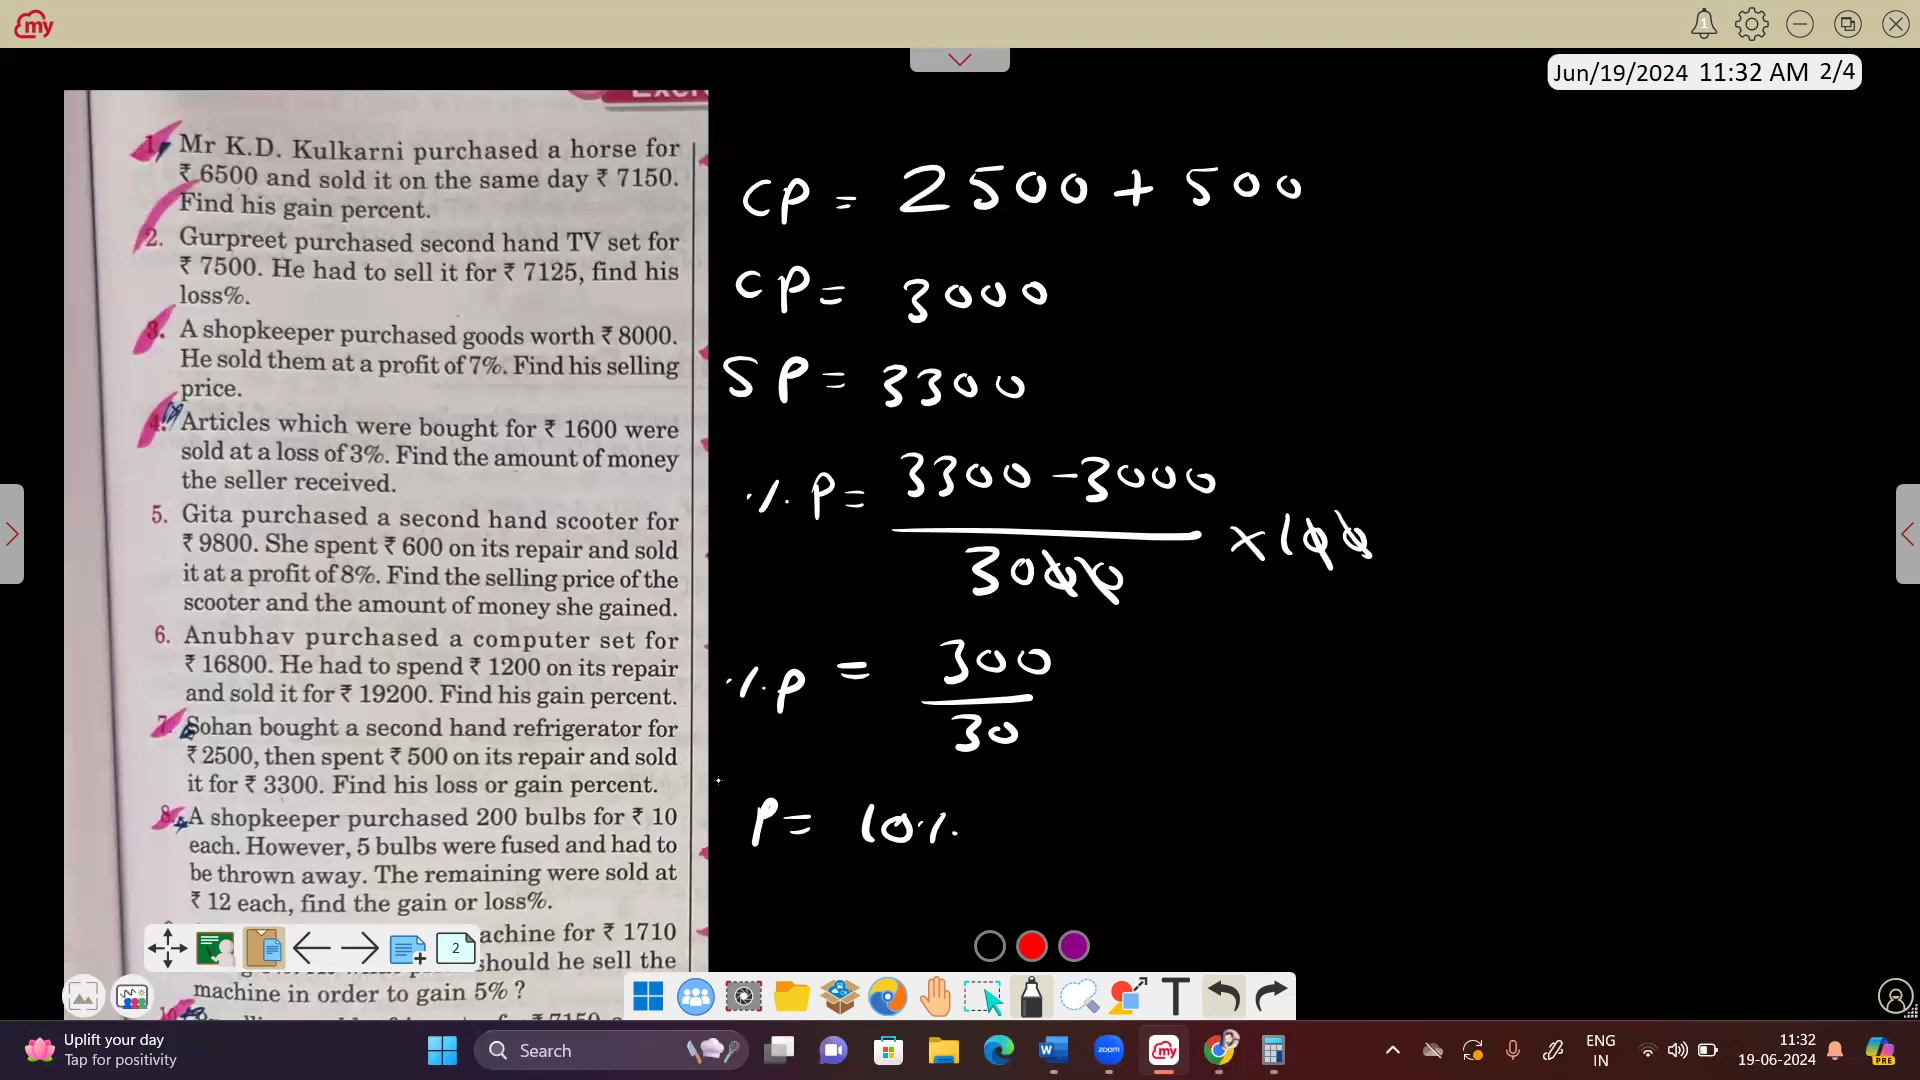 my
1
Jun/19/2024 11:32 AM 2/4
1. Mr K.D. Kulkarni purchased a horse for
₹ 6500 and sold it on the same day ₹ 7150.
Find his gain percent.
2. Gurpreet purchased second hand TV set for
₹ 7500. He had to sell it for ₹ 7125, find his
loss%.
3. A shopkeeper purchased goods worth ₹ 8000.
He sold them at a profit of 7%. Find his selling
price.
4. Articles which were bought for ₹ 1600 were
sold at a loss of 3%. Find the amount of money
the seller received.
5. Gita purchased a second hand scooter for
₹ 9800. She spent ₹ 600 on its repair and sold
it at a profit of 8%. Find the selling price of the
scooter and the amount of money she gained.
6. Anubhav purchased a computer set for
₹ 16800. He had to spend ₹ 1200 on its repair
and sold it for ₹ 19200. Find his gain percent.
7. Sohan bought a second hand refrigerator for
₹ 2500, then spent ₹ 500 on its repair and sold
it for ₹ 3300. Find his loss or gain percent.
8. A shopkeeper purchased 200 bulbs for ₹ 10
each. However, 5 bulbs were fused and had to
be thrown away. The remaining were sold at
₹ 12 each, find the gain or loss%.
achine for ₹ 1710
should he sell the
machine in order to gain 5% ?
CP = 2500 + 500
CP = 3000
SP = 3300
% P = 3300 - 3000
3000 × 100
% P = 300
30
P = 10%
2
T
Uplift your day
Tap for positivity
Search
zoom
my
ENG
IN
11:32
19-06-2024
PRE